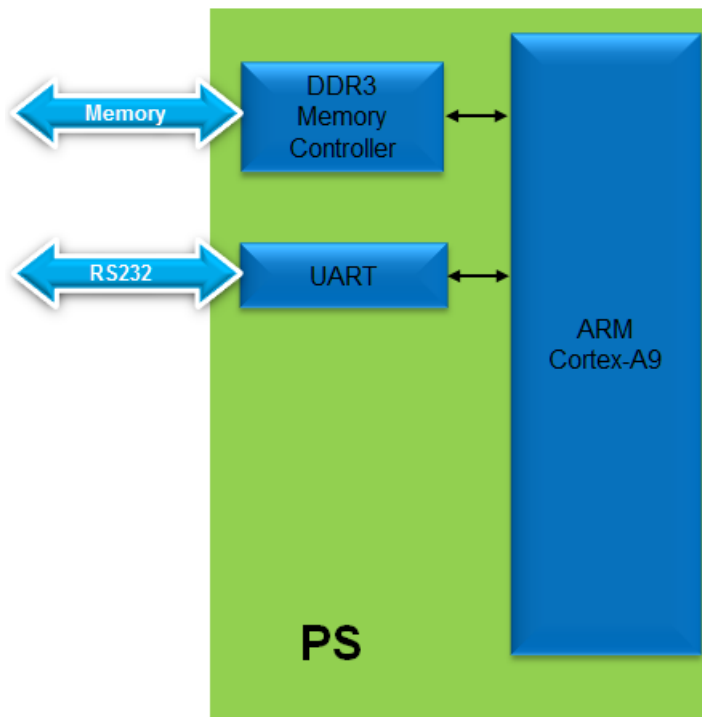 Memory
DDR3
Memory
Controller
RS232
UART
ARM
Cortex-A9
PS